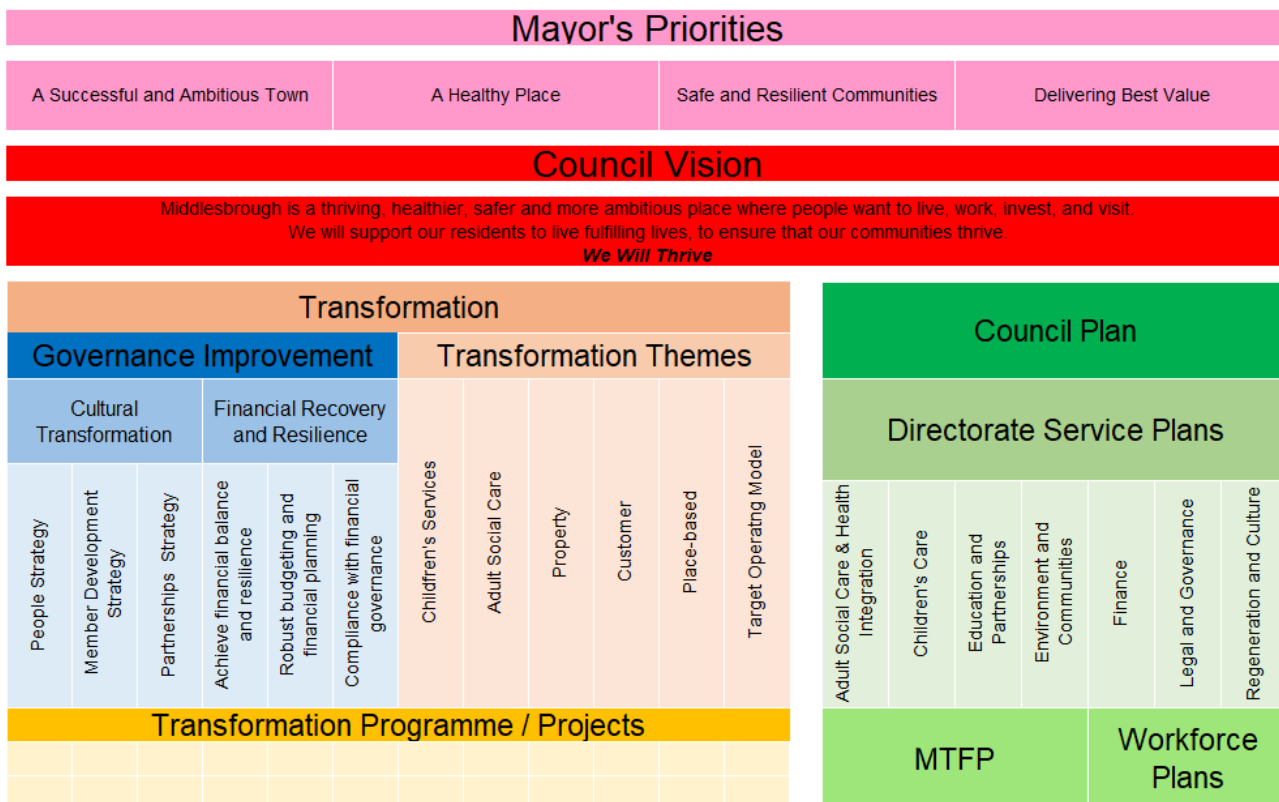 Mayor's Priorities
A Successful and Ambitious Town
A Healthy Place
Safe and Resilient Communities
Delivering Best Value
Council Vision
Middlesbrough is a thriving, healthier, safer and more ambitious place where people want to live, work, invest, and visit.
We will support our residents to live fulfilling lives, to ensure that our communities thrive.
We Will Thrive
Transformation
Governance Improvement
Transformation Themes
Cultural
Transformation
Financial Recovery
and Resilience
People Strategy
Member Development
Strategy
Partnerships Strategy
Achieve financial balance
and resilience
Robust budgeting and
financial planning
Compliance with financial
governance
Childfren's Services
Adult Social Care
Property
Customer
Place-based
Target Operatng Model
Transformation Programme / Projects
Council Plan
Directorate Service Plans
Adult Social Care & Health
Integration
Children's Care
Education and
Partnerships
Environment and
Communities
Finance
Legal and Governance
Regeneration and Culture
MTFP
Workforce
Plans